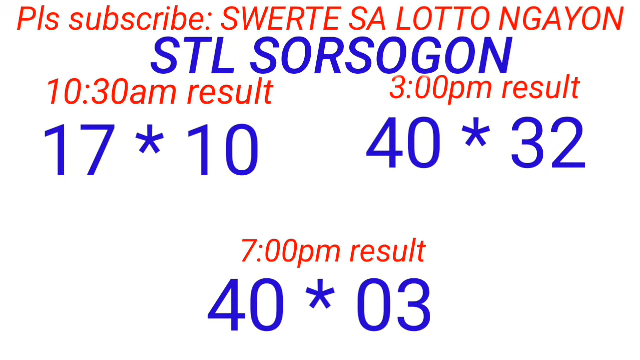 Pls subscribe: SWERTE SA LOTTO NGAYON
STL SORSOGON
10:30am result
17 * 10
3:00pm result
40 * 32
7:00pm result
40 * 03